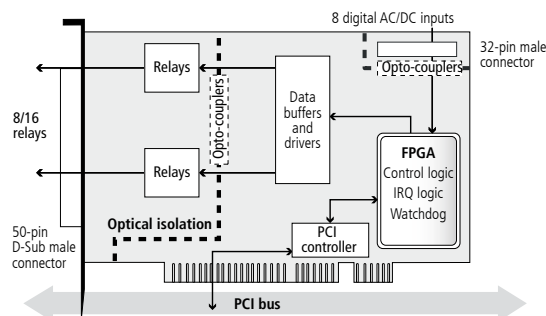 8 digital AC/DC inputs
32-pin male
connector
Opto-couplers
Relays
Opto-couplers
Data
buffers
and
drivers
8/16
relays
FPGA
Control logic
IRQ logic
Watchdog
Relays
Optical isolation
50-pin
D-Sub male
connector
PCI
controller
PCI bus